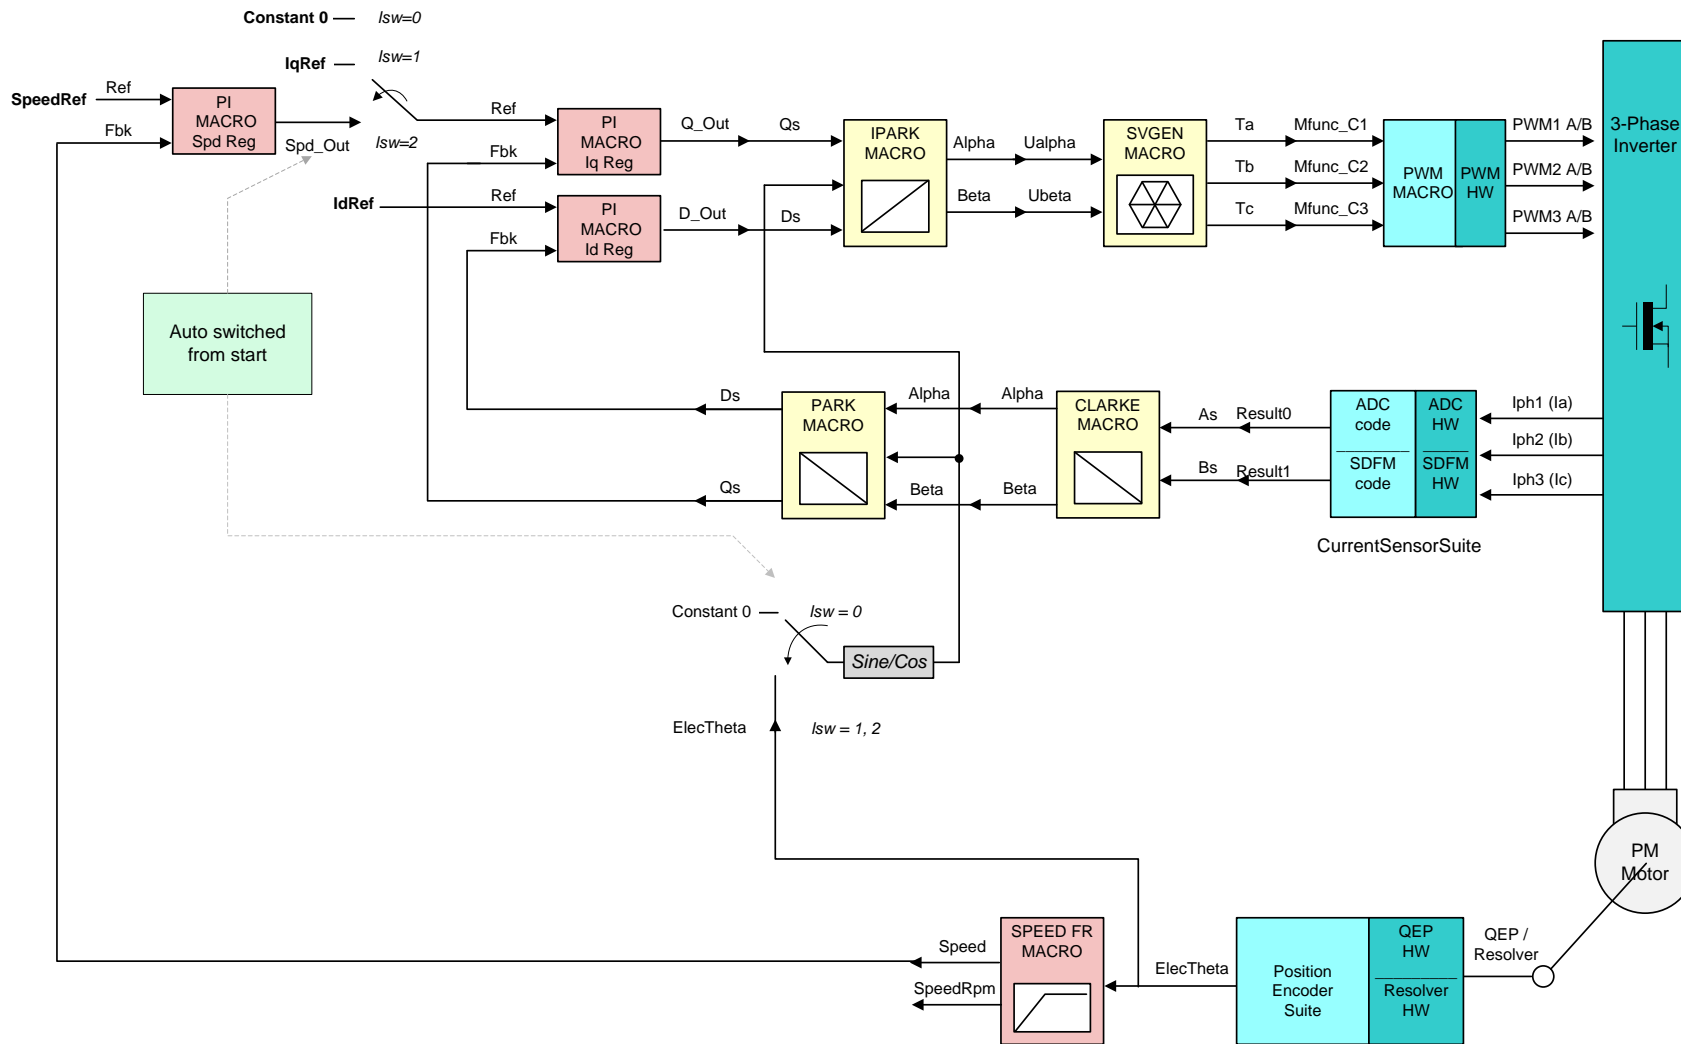 Constant 0
Isw=0
IqRef
Isw=1
SpeedRef
Ref
Fbk
PI
MACRO
Spd Reg
Spd_Out
Isw=2
Ref
Fbk
PI
MACRO
Iq Reg
Q_Out
Qs
IdRef
Ref
Fbk
PI
MACRO
Id Reg
D_Out
Ds
IPARK
MACRO
Alpha
Ualpha
Beta
Ubeta
SVGEN
MACRO
Ta
Mfunc_C1
Tb
Mfunc_C2
Tc
Mfunc_C3
PWM
MACRO
PWM
HW
PWM1 A/B
PWM2 A/B
PWM3 A/B
3-Phase
Inverter
Auto switched
from start
Ds
Qs
PARK
MACRO
Alpha
Alpha
Beta
Beta
CLARKE
MACRO
As
Result0
Bs
Result1
ADC
code
SDFM
code
ADC
HW
SDFM
HW
Iph1 (Ia)
Iph2 (Ib)
Iph3 (Ic)
CurrentSensorSuite
Constant 0
Isw = 0
Sine/Cos
ElecTheta
Isw = 1, 2
PM
Motor
Speed
SpeedRpm
SPEED FR
MACRO
ElecTheta
Position
Encoder
Suite
QEP
HW
Resolver
HW
QEP /
Resolver